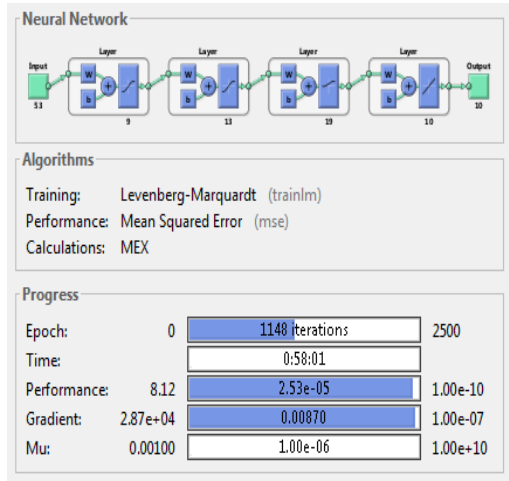 Neural Network
Layer Layer Layer Layer
Input Output
W W W W
b b b b
53 10
9 13 19 10
Algorithms
Training: Levenberg-Marquardt (trainlm)
Performance: Mean Squared Error (mse)
Calculations: MEX
Progress
Epoch: 0 1148 iterations 2500
Time: 0:58:01
Performance: 8.12 2.53e-05 1.00e-10
Gradient: 2.87e+04 0.00870 1.00e-07
Mu: 0.00100 1.00e-06 1.00e+10